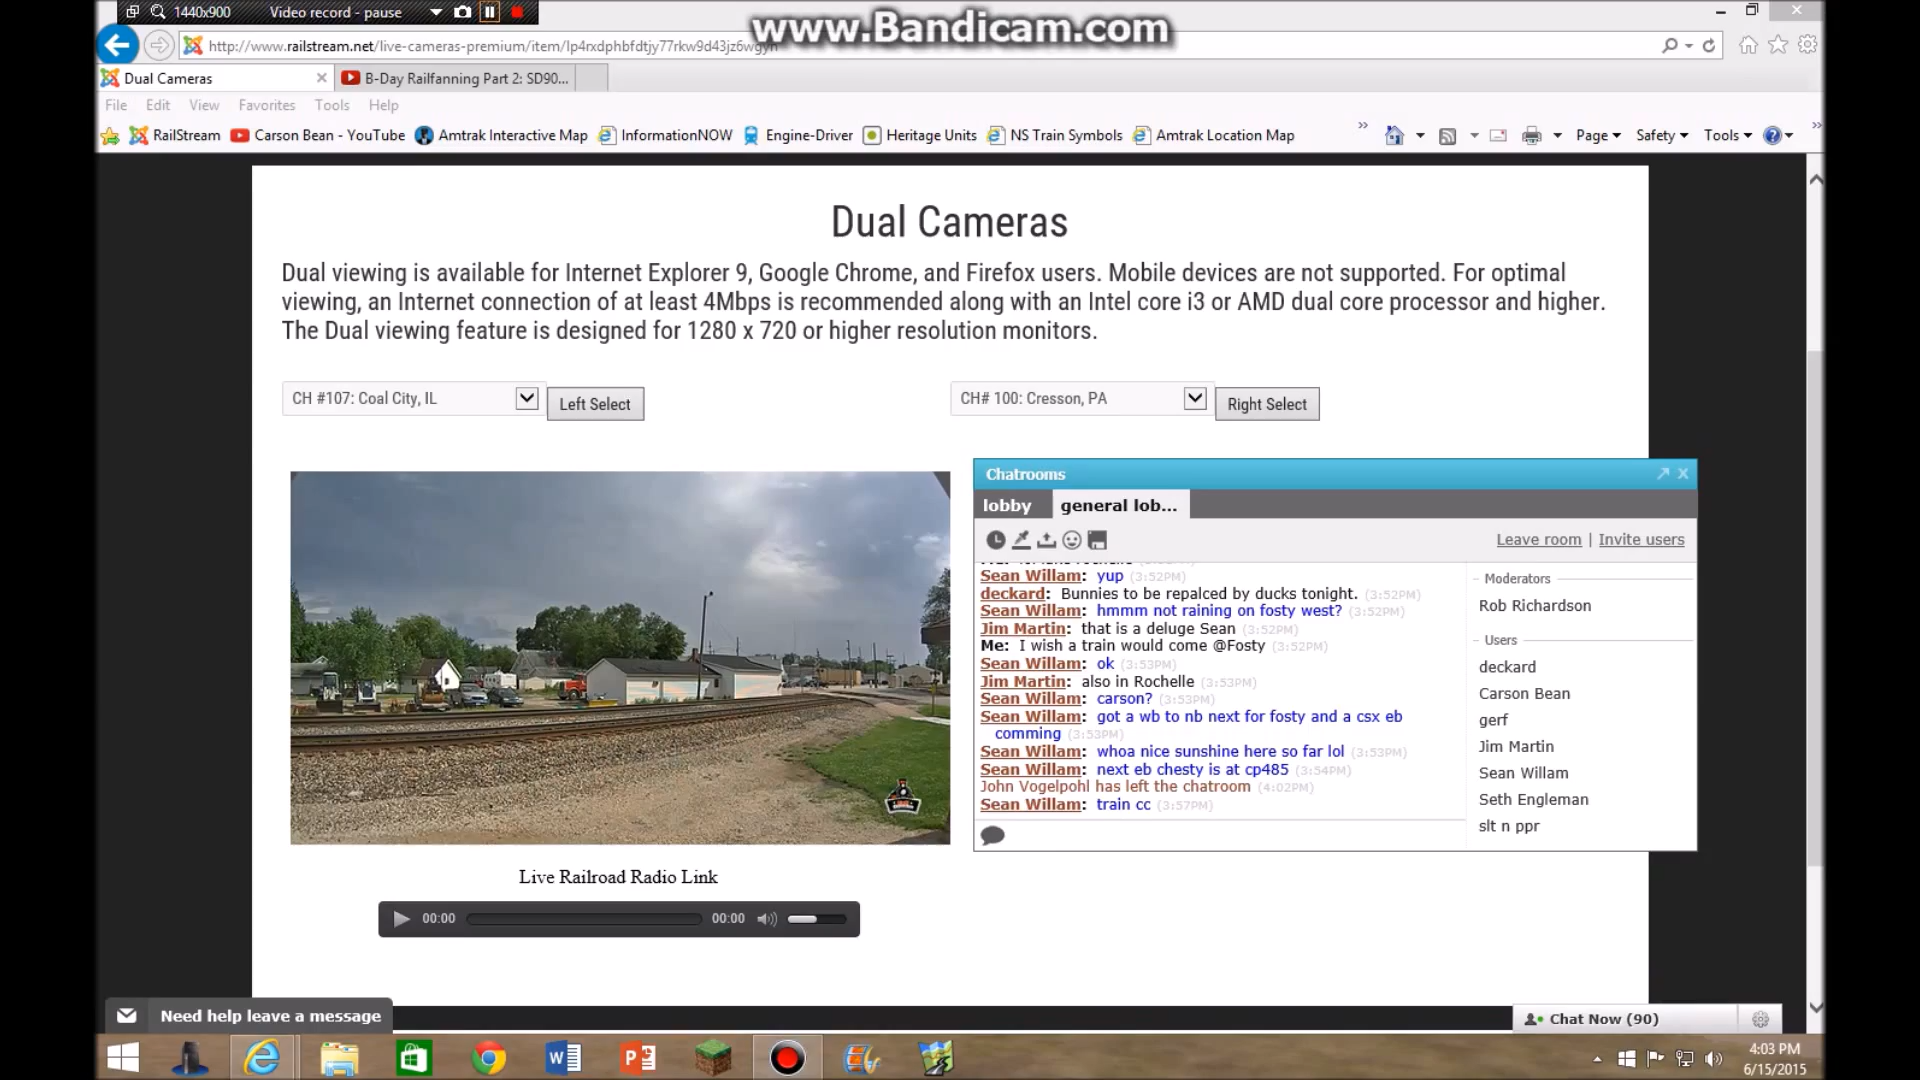 1440x900 Video record - pause
www.Bandicam.com
http://www.railstream.net/live-cameras-premium/item/lp4rxdphbfdtjy77rkw9d43jz6wgyn
Dual Cameras
B-Day Railfanning Part 2: SD90...
File Edit View Favorites Tools Help
RailStream Carson Bean - YouTube Amtrak Interactive Map InformationNOW Engine-Driver Heritage Units NS Train Symbols Amtrak Location Map Page Safety Tools
Dual Cameras
Dual viewing is available for Internet Explorer 9, Google Chrome, and Firefox users. Mobile devices are not supported. For optimal
viewing, an Internet connection of at least 4Mbps is recommended along with an Intel core i3 or AMD dual core processor and higher.
The Dual viewing feature is designed for 1280 x 720 or higher resolution monitors.
CH #107: Coal City, IL Left Select
CH# 100: Cresson, PA Right Select
Chatrooms
lobby general lob...
Leave room | Invite users
Sean Willam: yup (3:52PM)
deckard: Bunnies to be repalced by ducks tonight. (3:52PM)
Sean Willam: hmmm not raining on fosty west? (3:52PM)
Jim Martin: that is a deluge Sean (3:52PM)
Me: I wish a train would come @Fosty (3:52PM)
Sean Willam: ok (3:53PM)
Jim Martin: also in Rochelle (3:53PM)
Sean Willam: carson? (3:53PM)
Sean Willam: got a wb to nb next for fosty and a csx eb
comming (3:53PM)
Sean Willam: whoa nice sunshine here so far lol (3:53PM)
Sean Willam: next eb chesty is at cp485 (3:54PM)
John Vogelpohl has left the chatroom (4:02PM)
Sean Willam: train cc (3:57PM)
Moderators
Rob Richardson
Users
deckard
Carson Bean
gerf
Jim Martin
Sean Willam
Seth Engleman
slt n ppr
Live Railroad Radio Link
00:00 00:00
Need help leave a message
Chat Now (90)
4:03 PM
6/15/2015